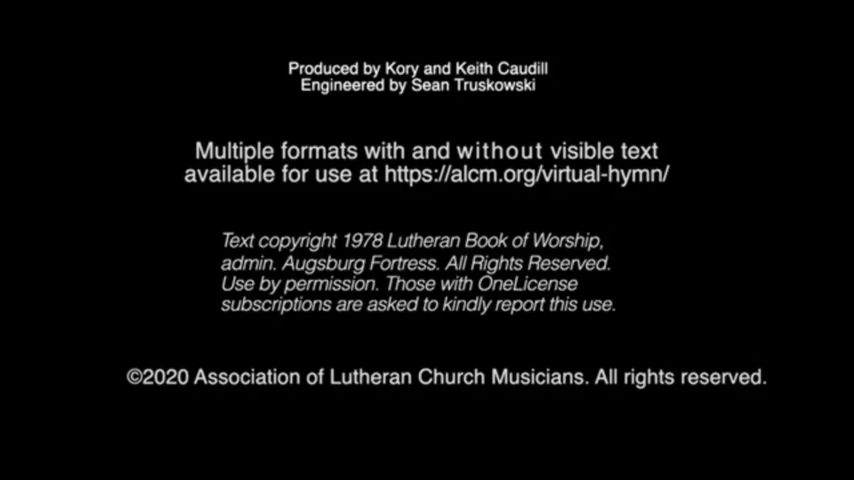 Produced by Kory and Keith Caudill
Engineered by Sean Truskowski
Multiple formats with and without visible text
available for use at https://alcm.org/virtual-hymn/
Text copyright 1978 Lutheran Book of Worship,
admin. Augsburg Fortress. All Rights Reserved.
Use by permission. Those with OneLicense
subscriptions are asked to kindly report this use.
©2020 Association of Lutheran Church Musicians. All rights reserved.